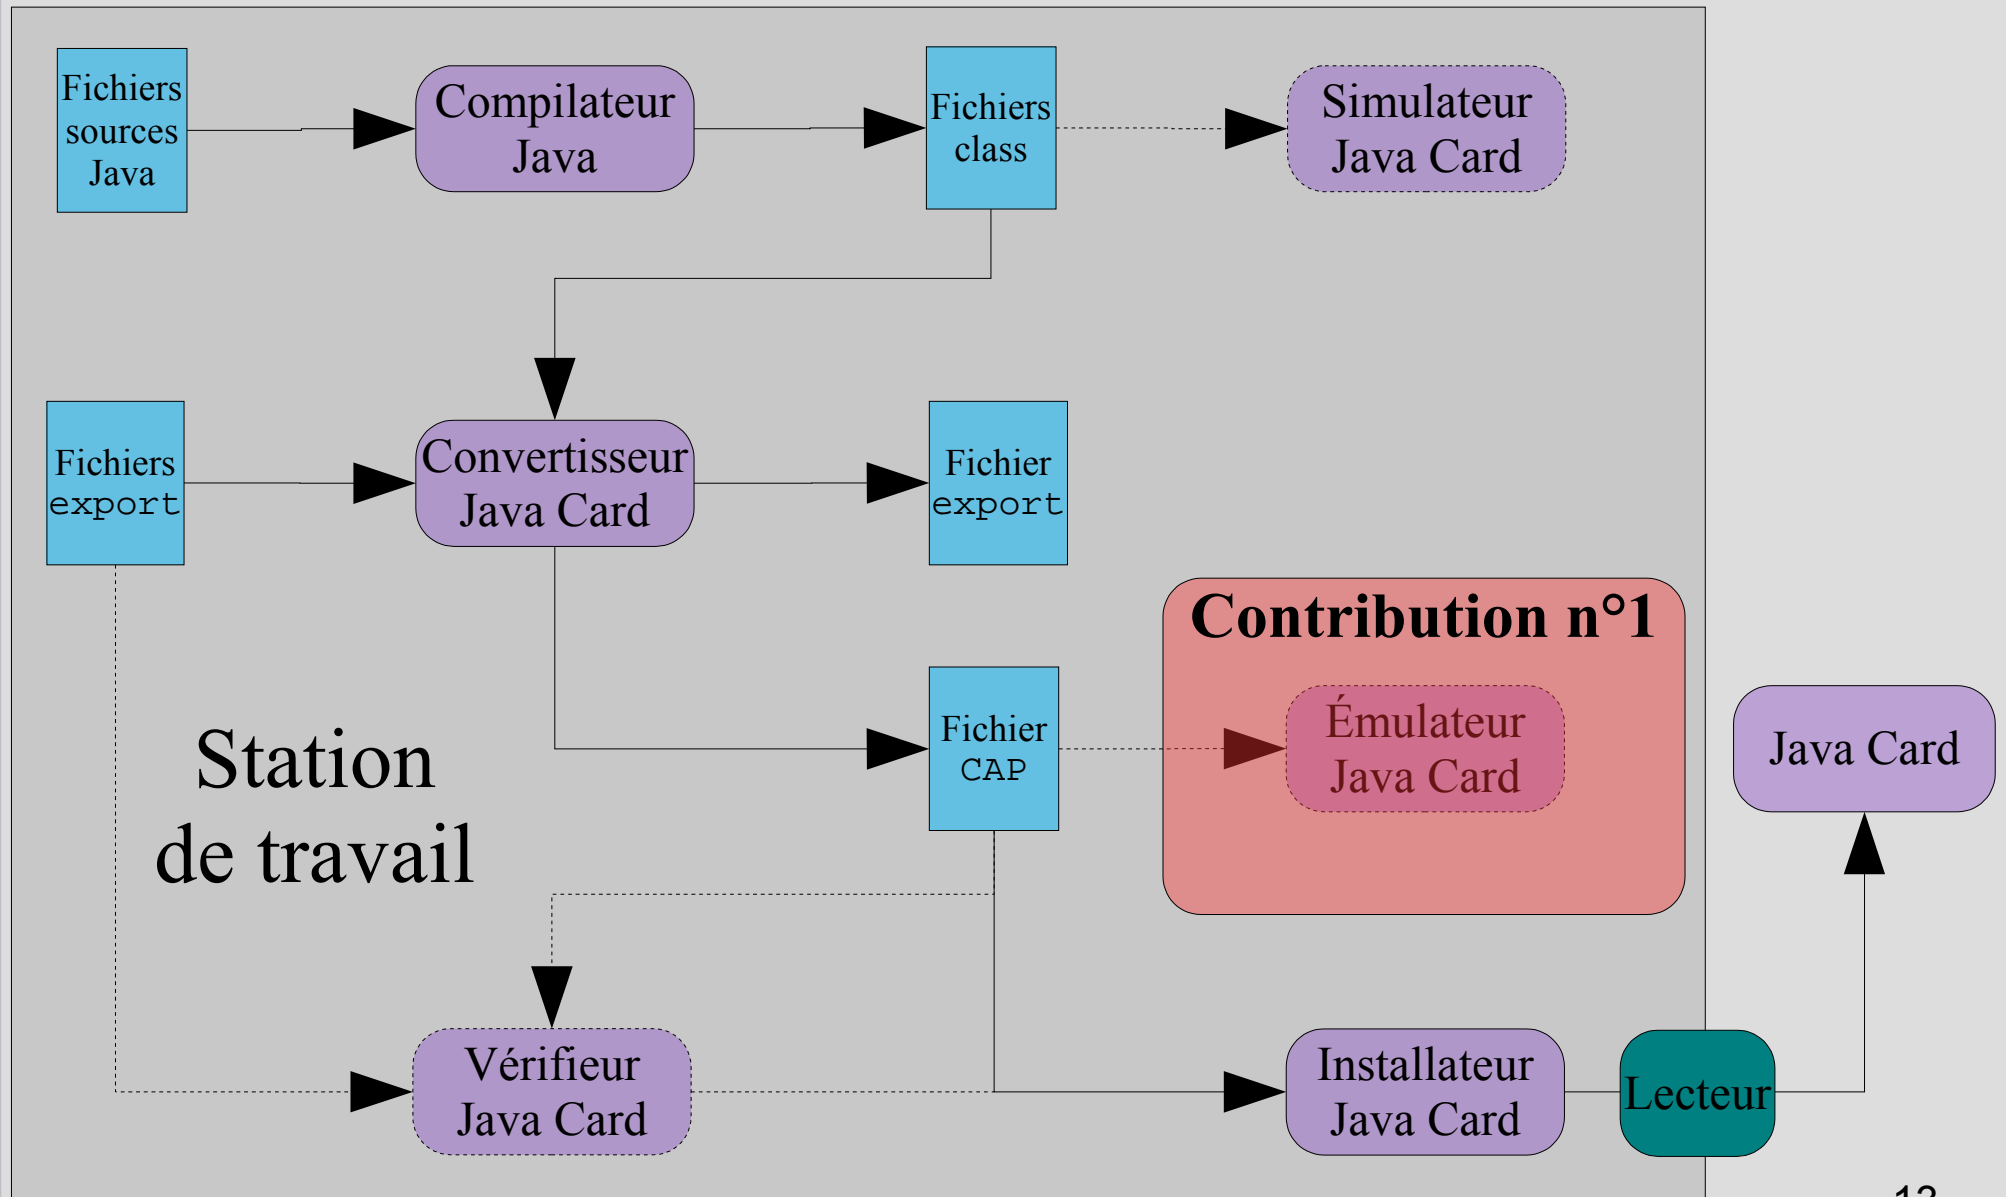 Fichiers
sources
Java
Compilateur
Java
Fichiers
class
Simulateur
Java Card
Fichiers
export
Convertisseur
Java Card
Fichier
export
Contribution n°1
Station
de travail
Fichier
CAP
Émulateur
Java Card
Java Card
Vérifieur
Java Card
Installateur
Java Card
Lecteur